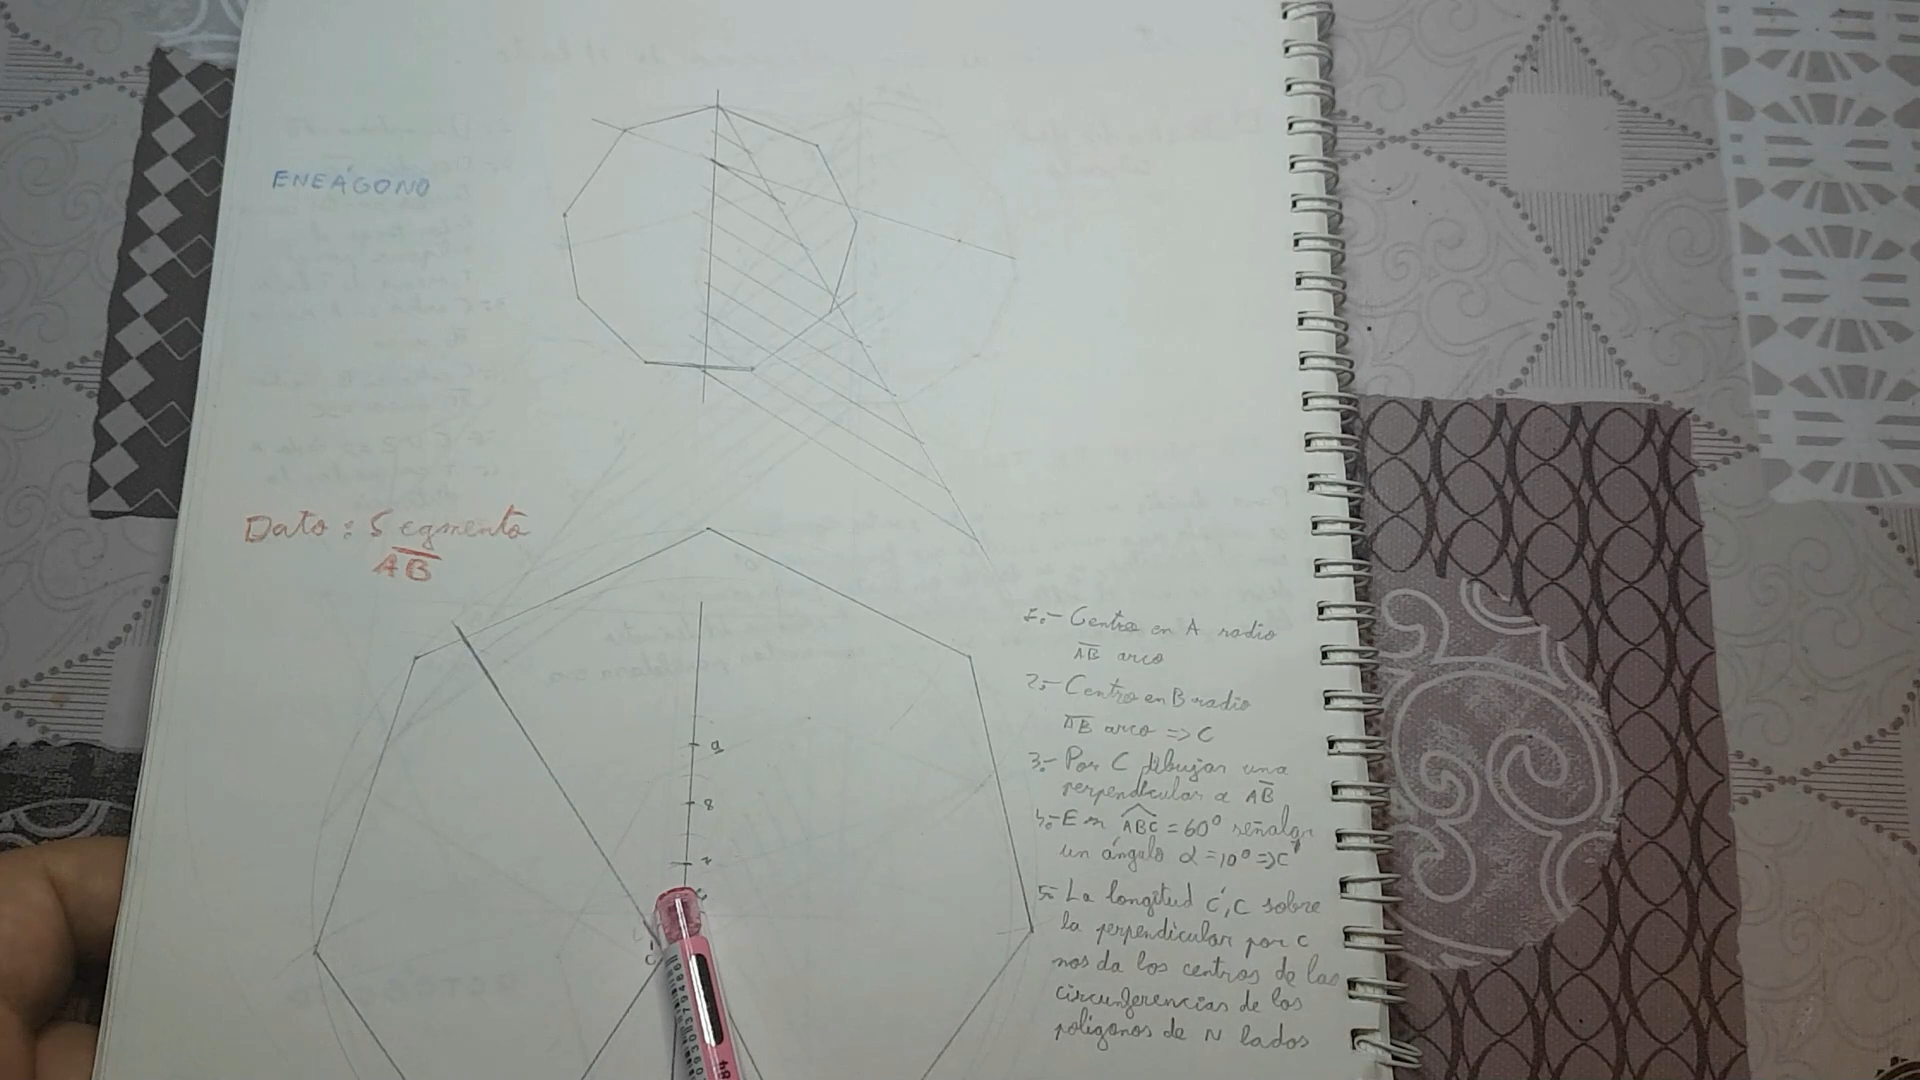 ENEÁGONO
Dato : Segmento
AB
1.- Centro en A radio
AB arco
2.- Centro en B radio
AB arco => C
3.- Por C dibujar una
perpendicular a AB
4.- En ABC = 60° señalar
un ángulo α = 10° => C'
5.- La longitud C', C sobre
la perpendicular por C
nos da los centros de las
circunferencias de los
poligonos de N lados
9
8
7
C